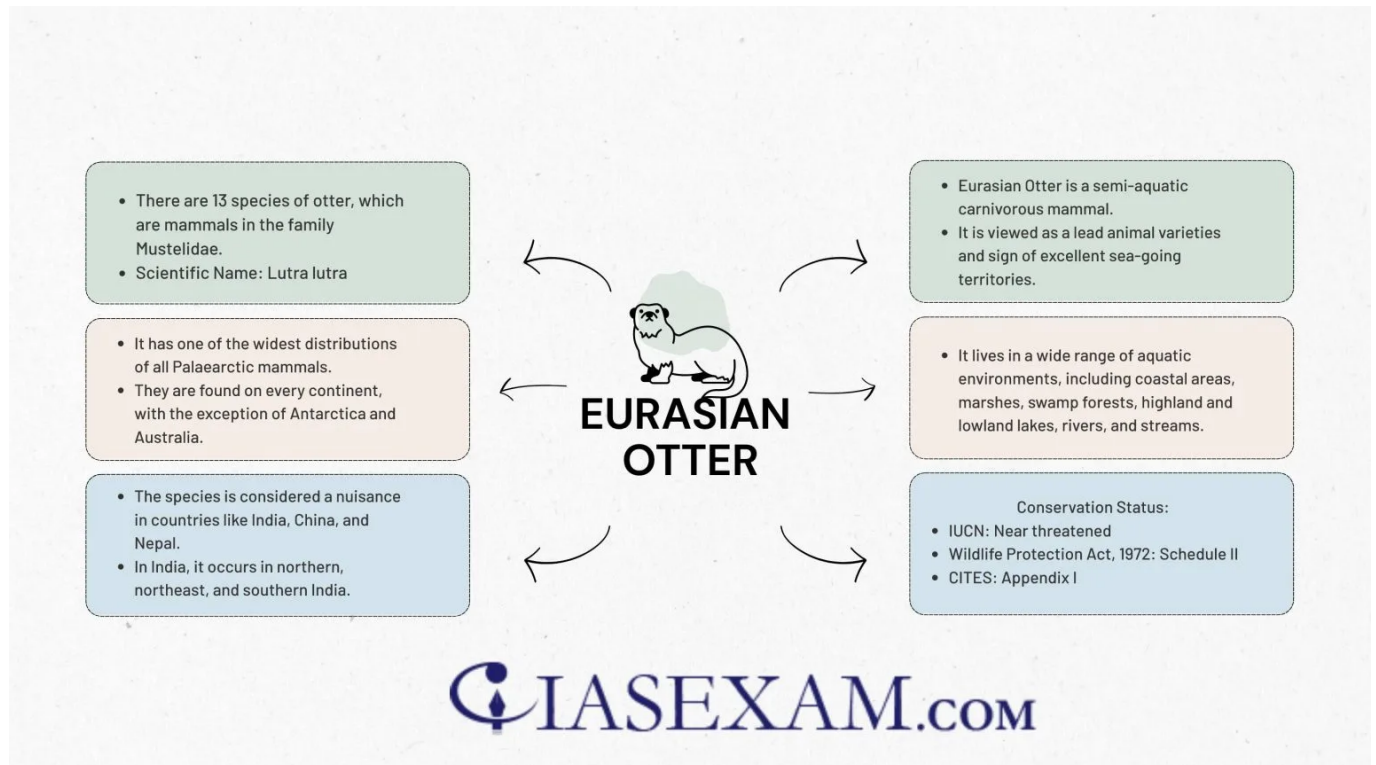 • There are 13 species of otter, which
are mammals in the family
Mustelidae.
• Scientific Name: Lutra lutra
• It has one of the widest distributions
of all Palaearctic mammals.
• They are found on every continent,
with the exception of Antarctica and
Australia.
• The species is considered a nuisance
in countries like India, China, and
Nepal.
• In India, it occurs in northern,
northeast, and southern India.
EURASIAN
OTTER
• Eurasian Otter is a semi-aquatic
carnivorous mammal.
• It is viewed as a lead animal varieties
and sign of excellent sea-going
territories.
• It lives in a wide range of aquatic
environments, including coastal areas,
marshes, swamp forests, highland and
lowland lakes, rivers, and streams.
Conservation Status:
• IUCN: Near threatened
• Wildlife Protection Act, 1972: Schedule II
• CITES: Appendix I
IASEXAM.COM